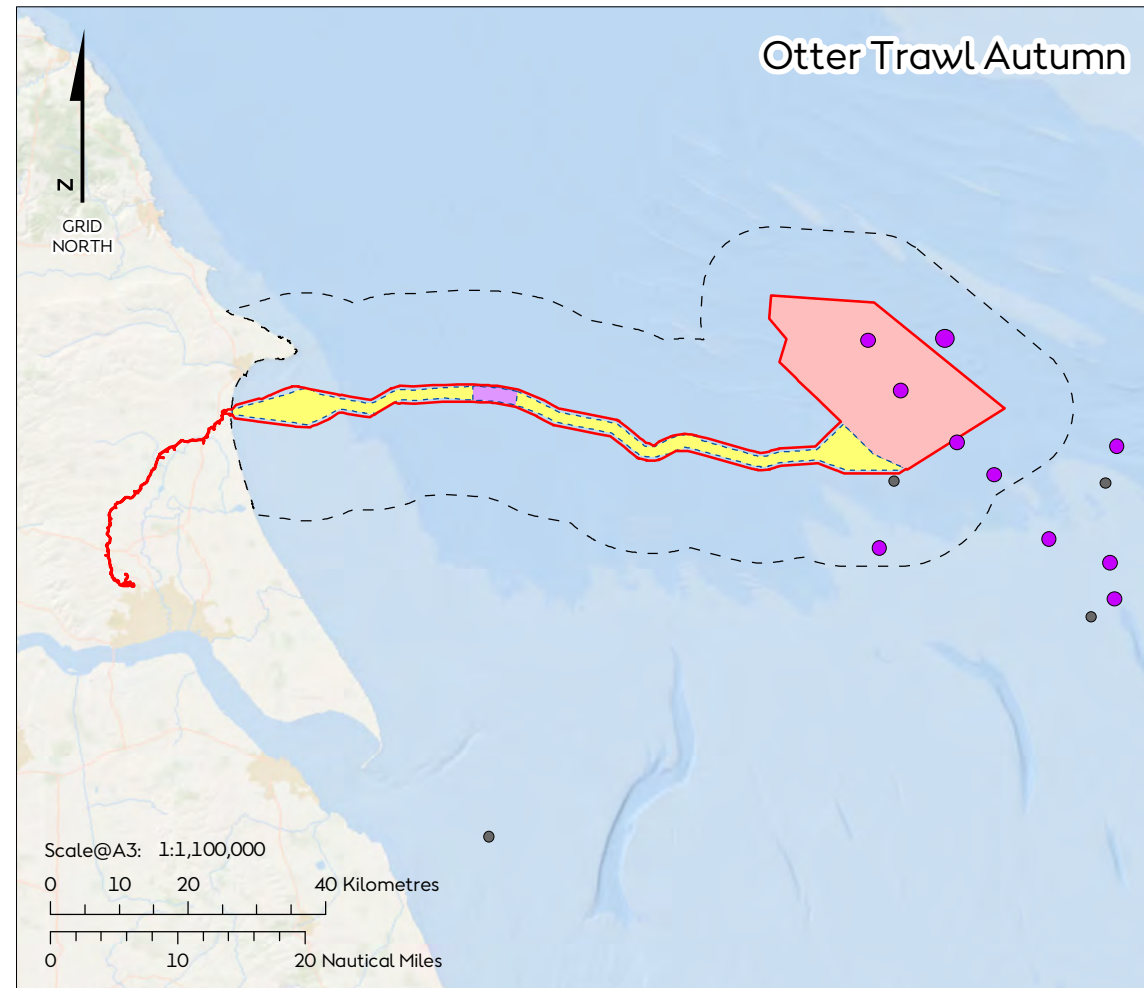 Otter Trawl Autumn
N
GRID
NORTH
Scale@A3: 1:1,100,000
0 10 20 40 Kilometres
0 10 20 Nautical Miles